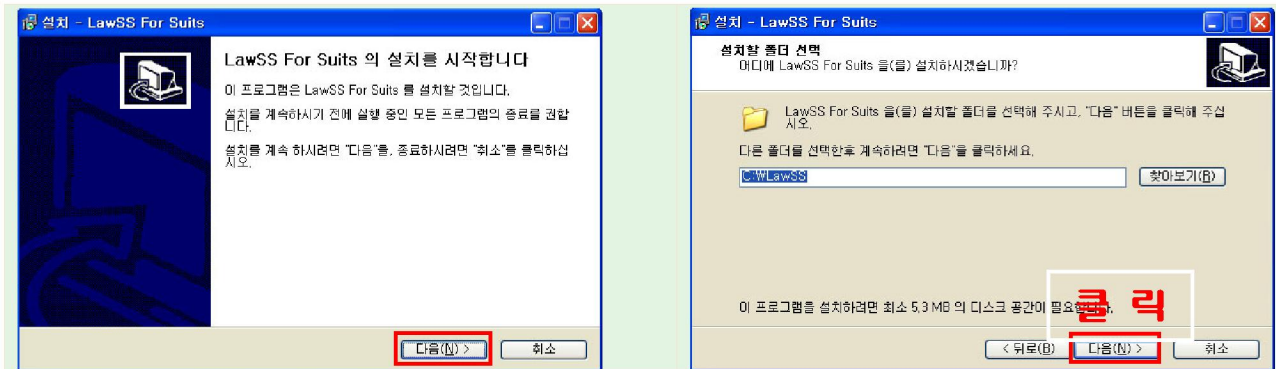 설치 - LawSS For Suits
LawSS For Suits 의 설치를 시작합니다
이 프로그램은 LawSS For Suits 를 설치할 것입니다.
설치를 계속하시기 전에 실행 중인 모든 프로그램의 종료를 권합
니다.
설치를 계속 하시려면 "다음"을, 종료하시려면 "취소"를 클릭하십
시오.
다음(N) >
취소
설치 - LawSS For Suits
설치할 폴더 선택
어디에 LawSS For Suits 을(를) 설치하시겠습니까?
LawSS For Suits 을(를) 설치할 폴더를 선택해 주시고, "다음" 버튼을 클릭해 주십
시오.
다른 폴더를 선택한후 계속하려면 "다음"을 클릭하세요.
C:₩LawSS
찾아보기(R)
이 프로그램을 설치하려면 최소 5,3 MB 의 디스크 공간이 필요합니다.
클 릭
< 뒤로(B)
다음(N) >
취소